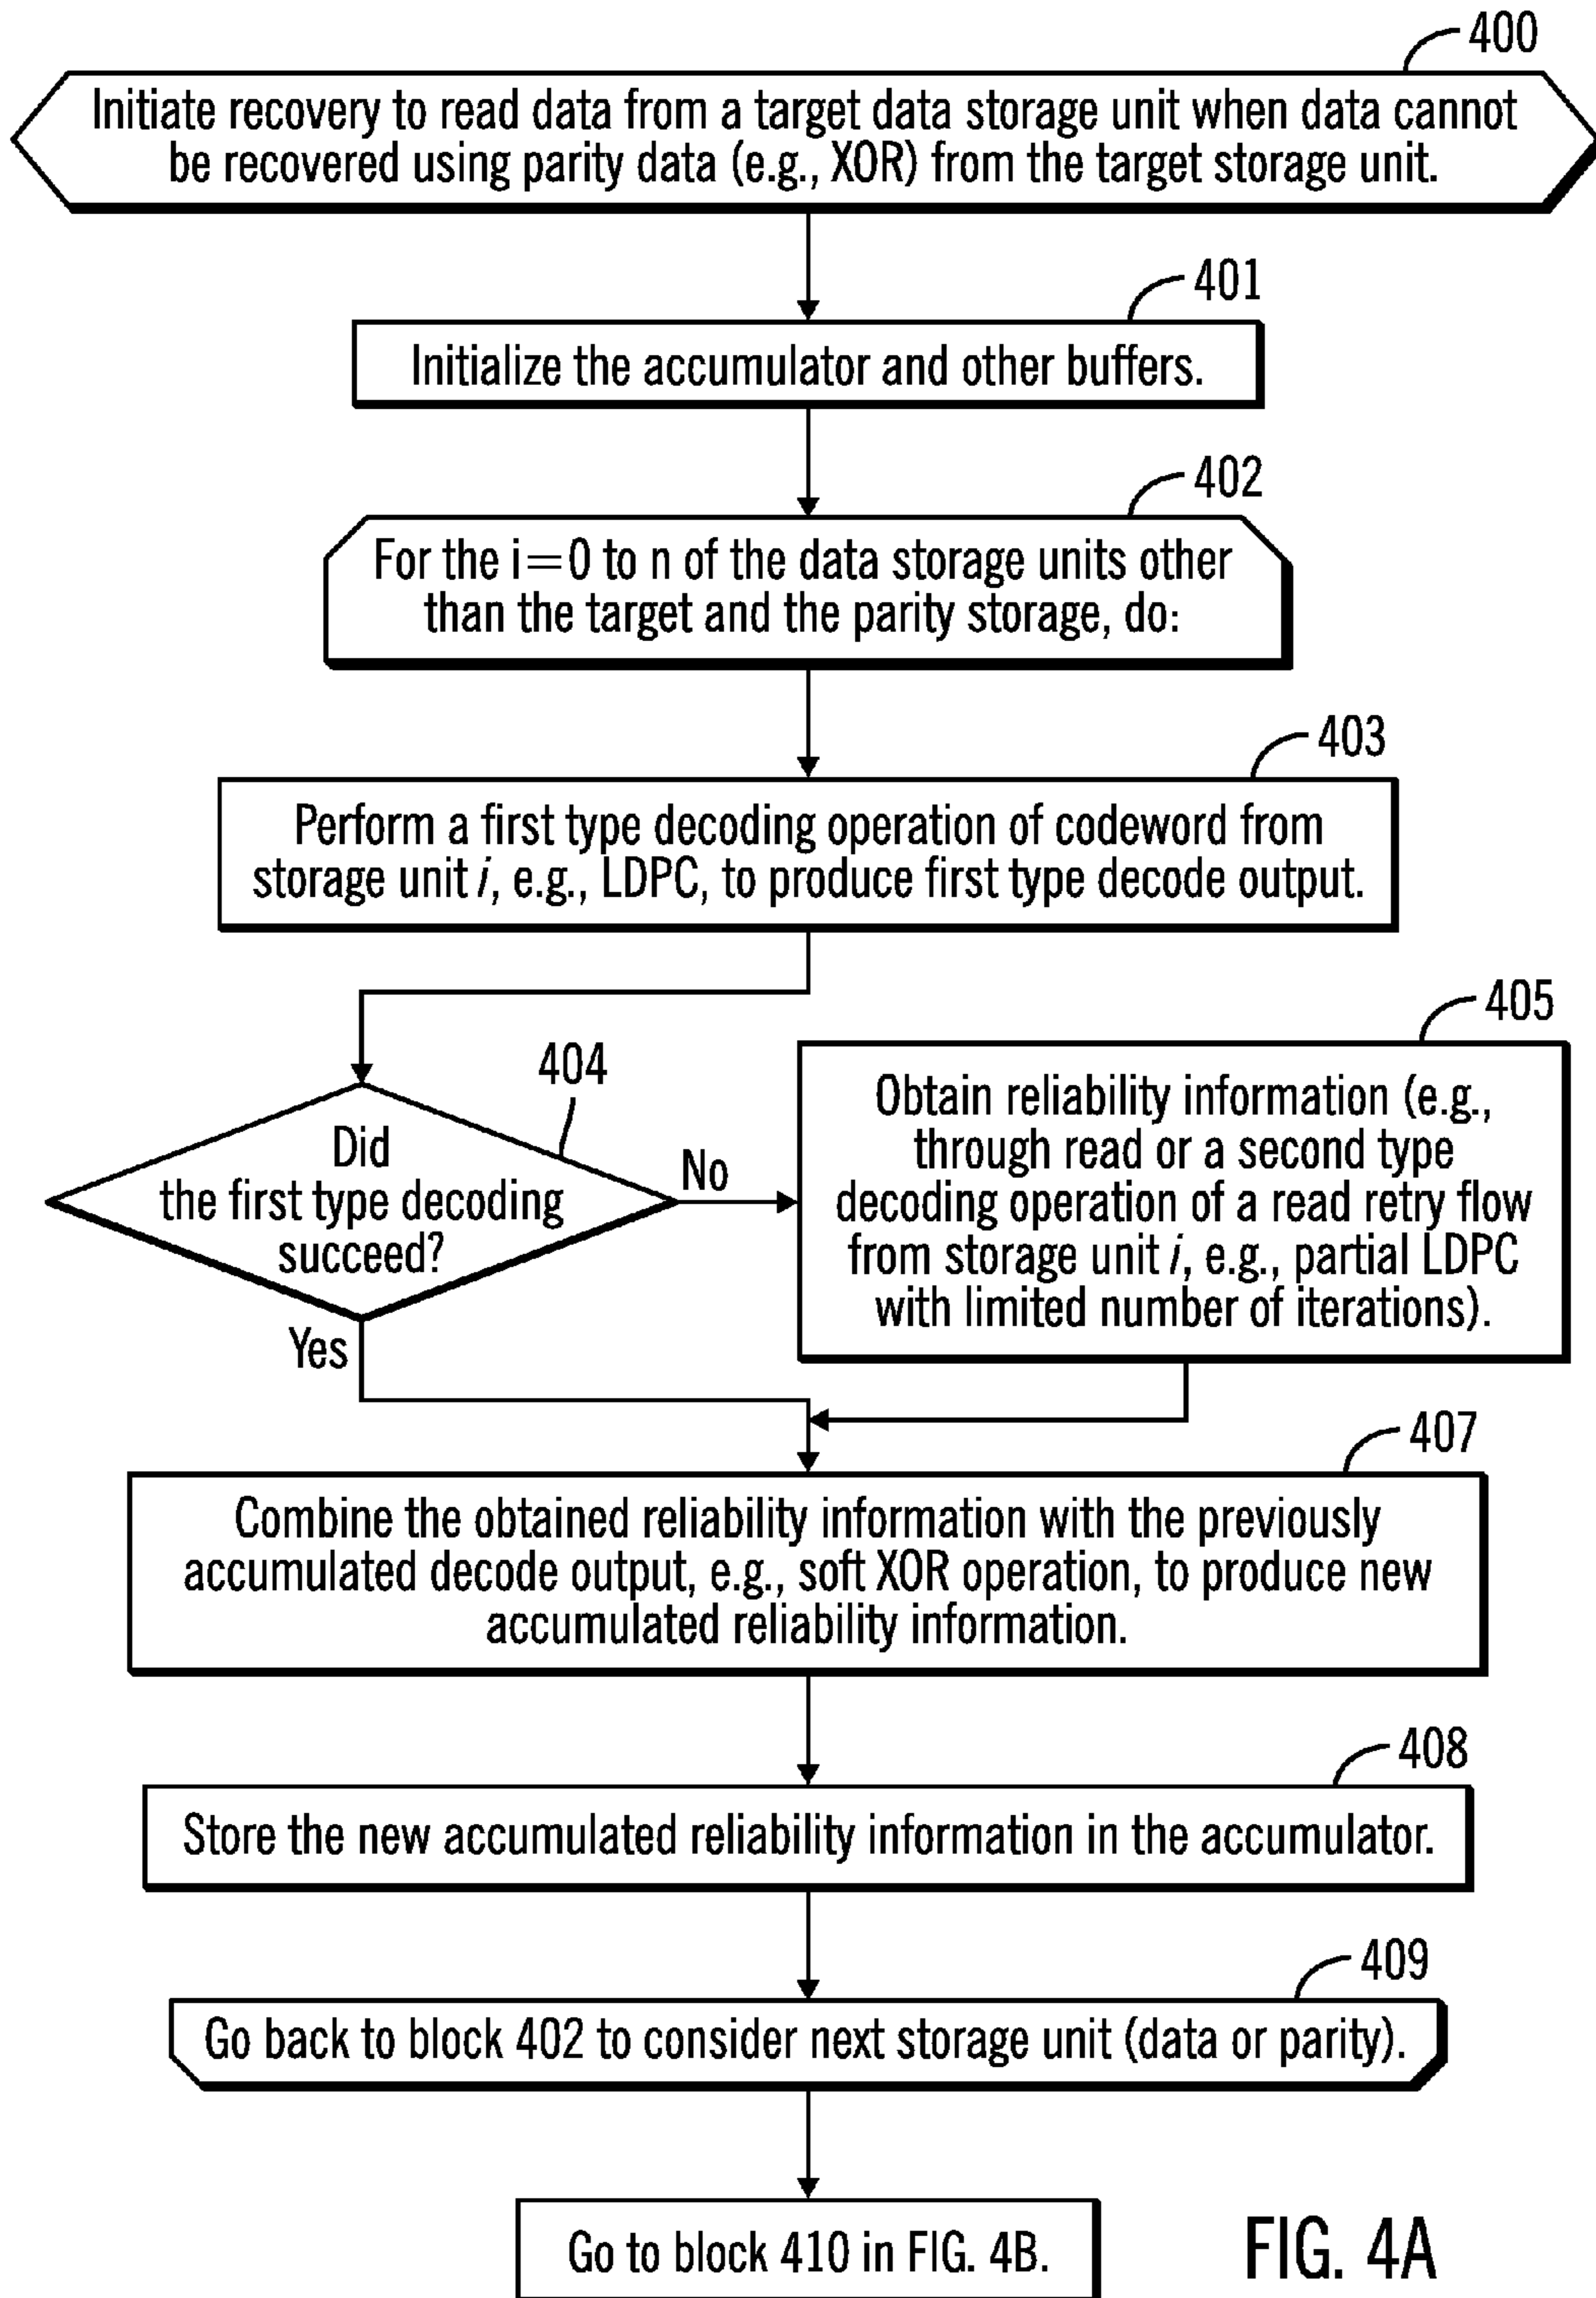 400
Initiate recovery to read data from a target data storage unit when data cannot
be recovered using parity data (e.g., XOR) from the target storage unit.
401
Initialize the accumulator and other buffers.
402
For the i=0 to n of the data storage units other
than the target and the parity storage, do:
403
Perform a first type decoding operation of codeword from
storage unit i, e.g., LDPC, to produce first type decode output.
404
Did
the first type decoding
succeed?
No
Yes
405
Obtain reliability information (e.g.,
through read or a second type
decoding operation of a read retry flow
from storage unit i, e.g., partial LDPC
with limited number of iterations).
407
Combine the obtained reliability information with the previously
accumulated decode output, e.g., soft XOR operation, to produce new
accumulated reliability information.
408
Store the new accumulated reliability information in the accumulator.
409
Go back to block 402 to consider next storage unit (data or parity).
Go to block 410 in FIG. 4B.
FIG. 4A